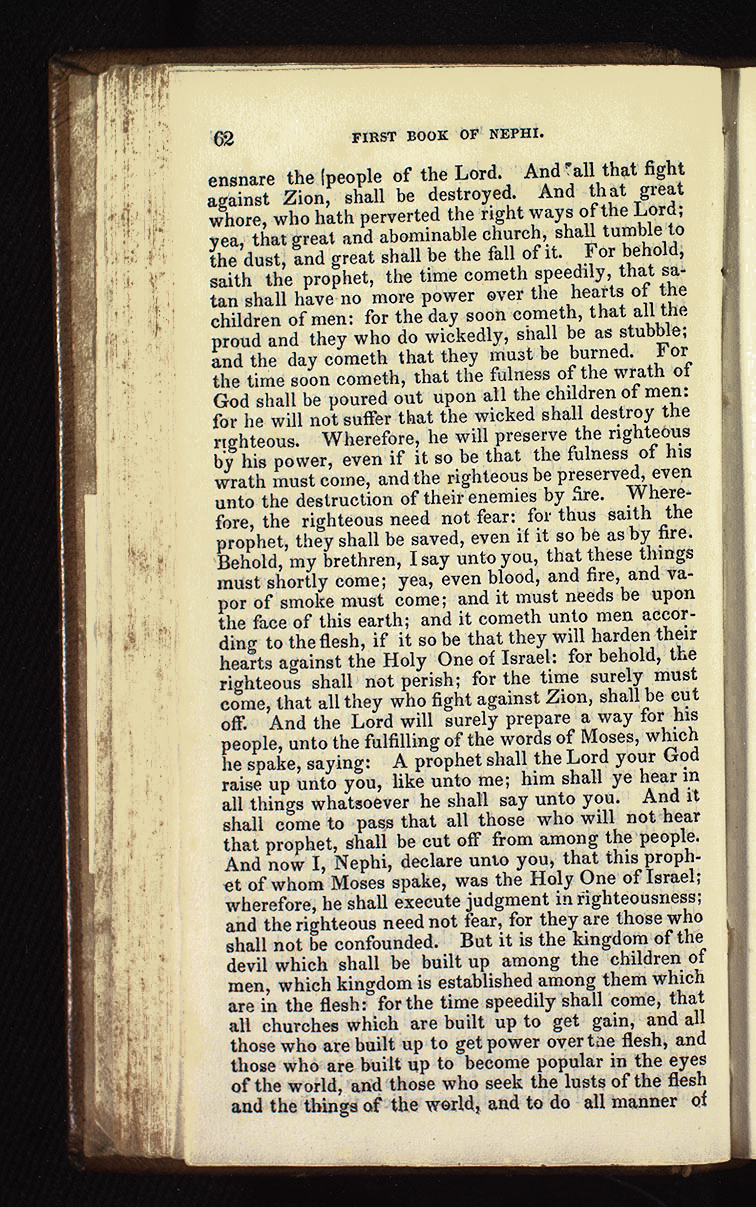 62 FIRST BOOK OF NEPHI.
ensnare the people of the Lord. And all that fight
against Zion, shall be destroyed. And that great
whore, who hath perverted the right ways of the Lord;
yea, that great and abominable church, shall tumble to
the dust, and great shall be the fall of it. For behold,
saith the prophet, the time cometh speedily, that sa-
tan shall have no more power over the hearts of the
children of men: for the day soon cometh, that all the
proud and they who do wickedly, shall be as stubble;
and the day cometh that they must be burned. For
the time soon cometh, that the fulness of the wrath of
God shall be poured out upon all the children of men:
for he will not suffer that the wicked shall destroy the
righteous. Wherefore, he will preserve the righteous
by his power, even if it so be that the fulness of his
wrath must come, and the righteous be preserved, even
unto the destruction of their enemies by fire. Where-
fore, the righteous need not fear: for thus saith the
prophet, they shall be saved, even if it so be as by fire.
Behold, my brethren, I say unto you, that these things
must shortly come; yea, even blood, and fire, and va-
por of smoke must come; and it must needs be upon
the face of this earth; and it cometh unto men accor-
ding to the flesh, if it so be that they will harden their
hearts against the Holy One of Israel: for behold, the
righteous shall not perish; for the time surely must
come, that all they who fight against Zion, shall be cut
off. And the Lord will surely prepare a way for his
people, unto the fulfilling of the words of Moses, which
he spake, saying: A prophet shall the Lord your God
raise up unto you, like unto me; him shall ye hear in
all things whatsoever he shall say unto you. And it
shall come to pass that all those who will not hear
that prophet, shall be cut off from among the people.
And now I, Nephi, declare unto you, that this proph-
et of whom Moses spake, was the Holy One of Israel;
wherefore, he shall execute judgment in righteousness;
and the righteous need not fear, for they are those who
shall not be confounded. But it is the kingdom of the
devil which shall be built up among the children of
men, which kingdom is established among them which
are in the flesh: for the time speedily shall come, that
all churches which are built up to get gain, and all
those who are built up to get power over the flesh, and
those who are built up to become popular in the eyes
of the world, and those who seek the lusts of the flesh
and the things of the world, and to do all manner of